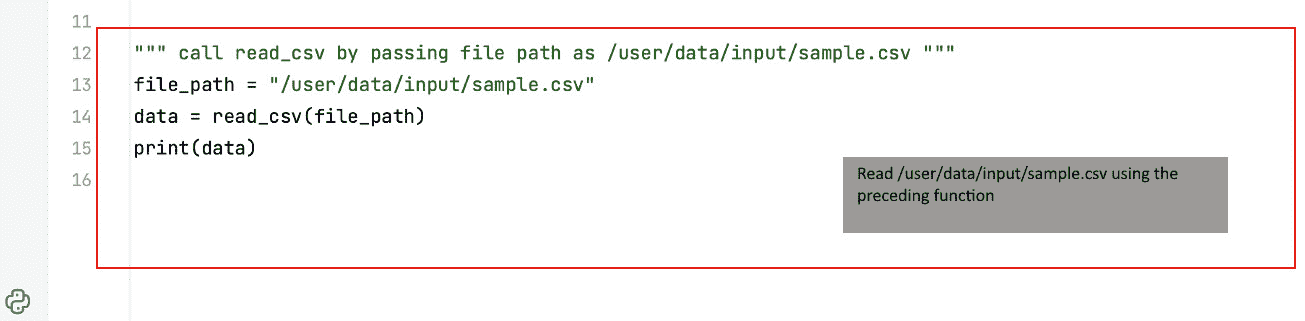 11
12 """ call read_csv by passing file path as /user/data/input/sample.csv """
13 file_path = "/user/data/input/sample.csv"
14 data = read_csv(file_path)
15 print(data)
16
Read /user/data/input/sample.csv using the
preceding function